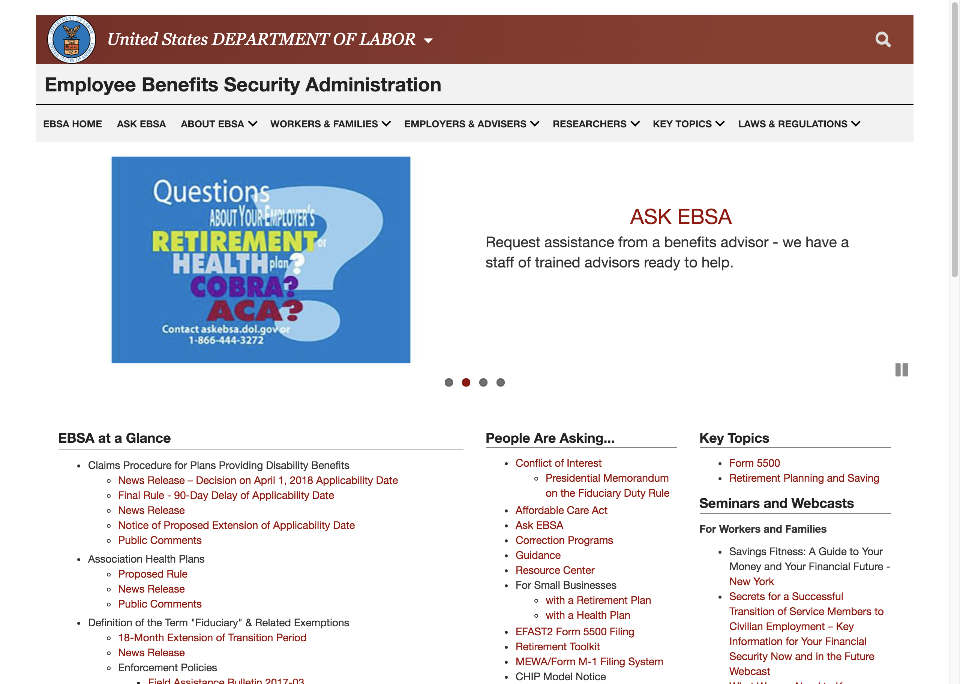 United States DEPARTMENT OF LABOR
Employee Benefits Security Administration
EBSA HOME ASK EBSA ABOUT EBSA WORKERS & FAMILIES EMPLOYERS & ADVISERS RESEARCHERS KEY TOPICS LAWS & REGULATIONS
Questions
ABOUT YOUR EMPLOYER'S
RETIREMENT or
HEALTH plan?
COBRA?
ACA?
Contact askebsa.dol.gov or
1-866-444-3272
ASK EBSA
Request assistance from a benefits advisor - we have a
staff of trained advisors ready to help.
EBSA at a Glance
Claims Procedure for Plans Providing Disability Benefits
News Release – Decision on April 1, 2018 Applicability Date
Final Rule - 90-Day Delay of Applicability Date
News Release
Notice of Proposed Extension of Applicability Date
Public Comments
Association Health Plans
Proposed Rule
News Release
Public Comments
Definition of the Term "Fiduciary" & Related Exemptions
18-Month Extension of Transition Period
News Release
Enforcement Policies
Field Assistance Bulletin 2017-03
People Are Asking...
Conflict of Interest
Presidential Memorandum
on the Fiduciary Duty Rule
Affordable Care Act
Ask EBSA
Correction Programs
Guidance
Resource Center
For Small Businesses
with a Retirement Plan
with a Health Plan
EFAST2 Form 5500 Filing
Retirement Toolkit
MEWA/Form M-1 Filing System
CHIP Model Notice
Key Topics
Form 5500
Retirement Planning and Saving
Seminars and Webcasts
For Workers and Families
Savings Fitness: A Guide to Your
Money and Your Financial Future -
New York
Secrets for a Successful
Transition of Service Members to
Civilian Employment – Key
Information for Your Financial
Security Now and in the Future
Webcast